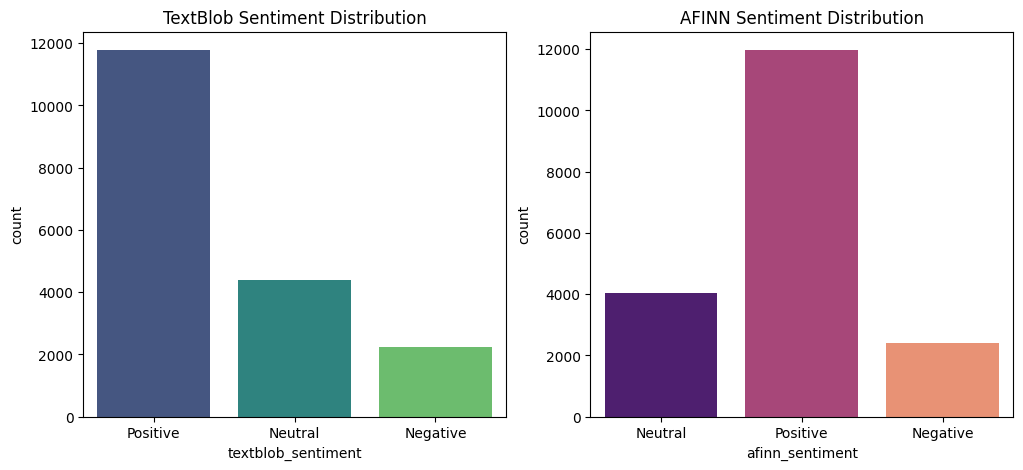 TextBlob Sentiment Distribution
12000
10000
8000
6000
4000
2000
0
count
Positive
Neutral
Negative
textblob_sentiment
AFINN Sentiment Distribution
12000
10000
8000
6000
4000
2000
0
count
Neutral
Positive
Negative
afinn_sentiment